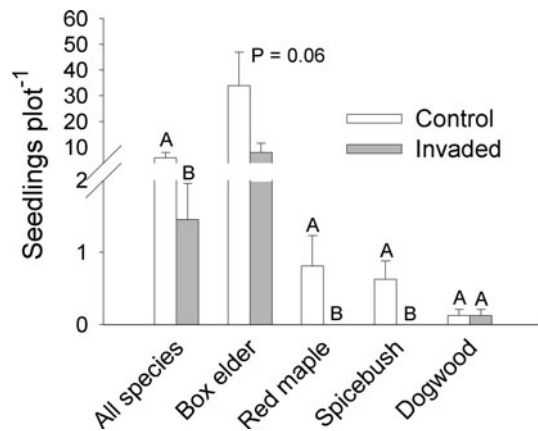 60
50
40
30
20
10
2
1
0
Seedlings plot-1
P = 0.06
Control
Invaded
A
B
A
B
A
B
A A
All species
Box elder
Red maple
Spicebush
Dogwood